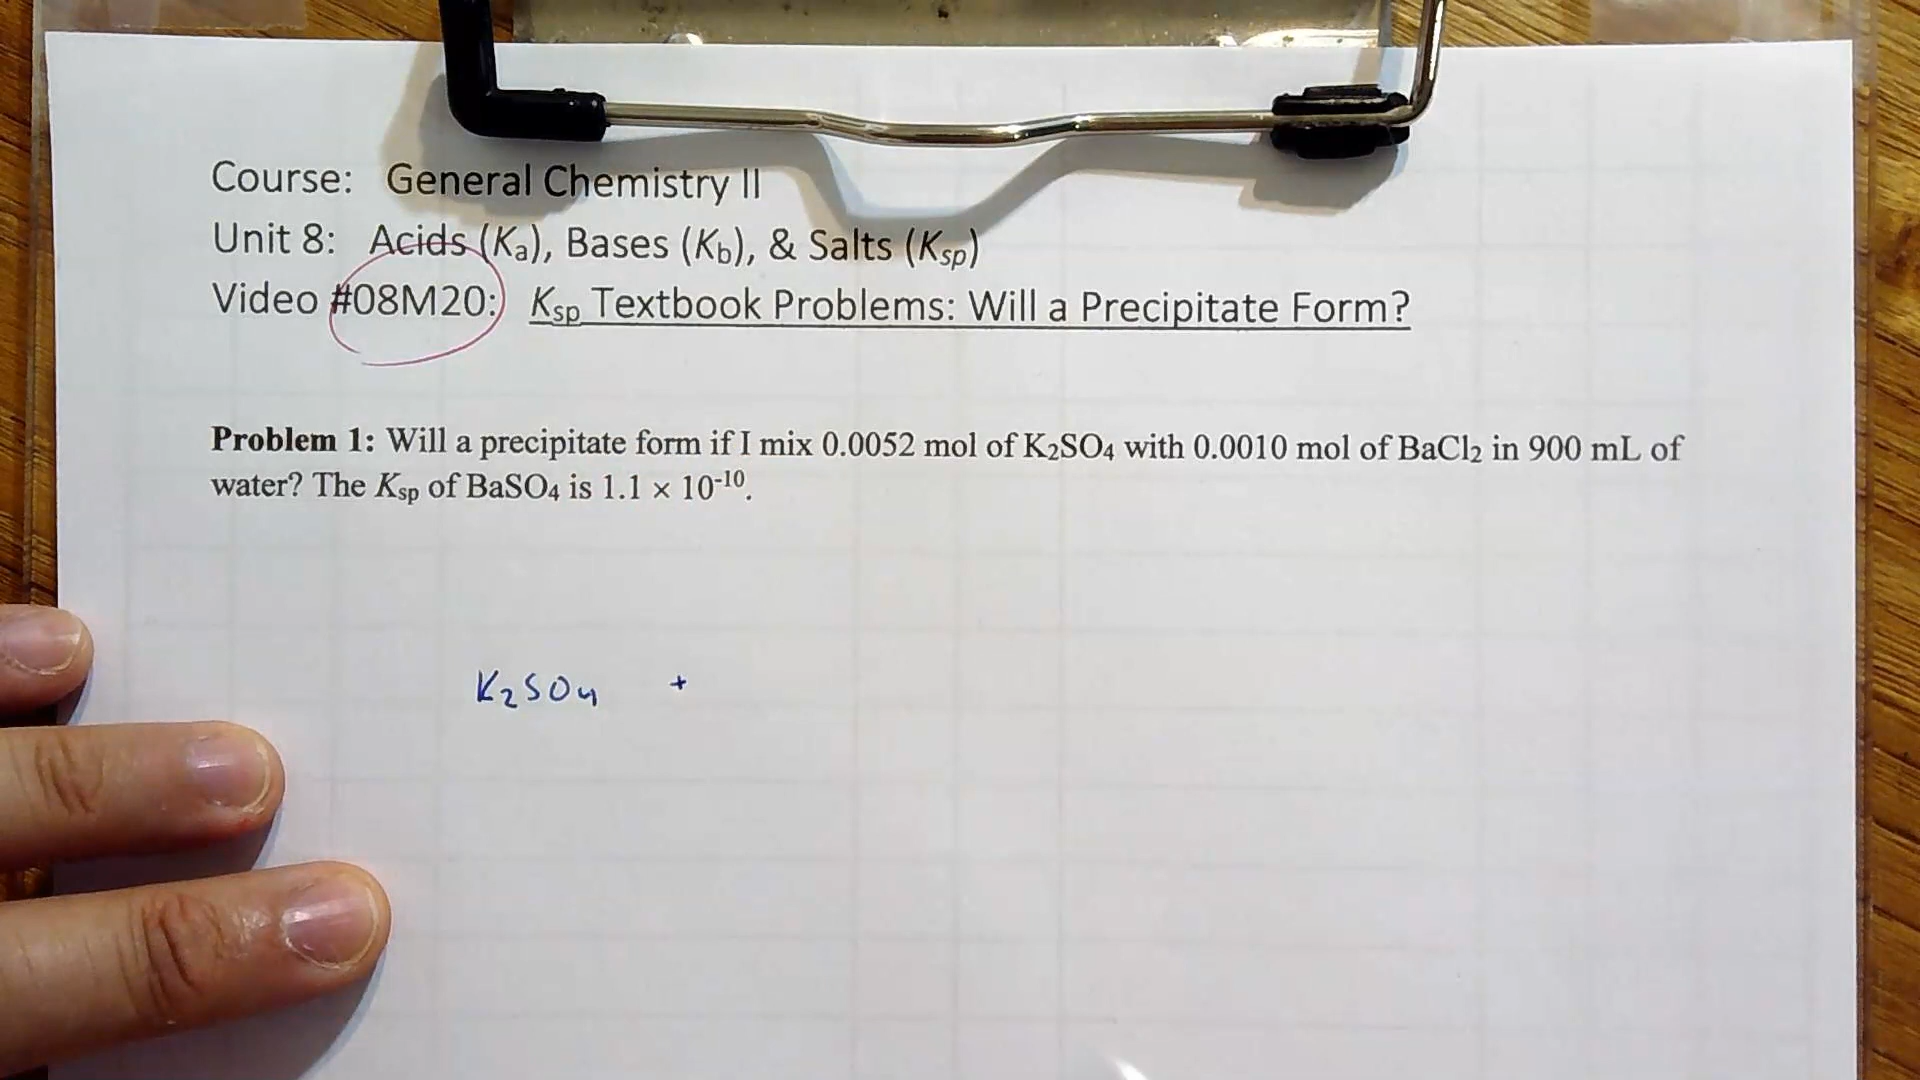 Course: General Chemistry II
Unit 8: Acids (Kₐ), Bases (K_b), & Salts (Kₛₚ)
Video #08M20: Kₛₚ Textbook Problems: Will a Precipitate Form?
Problem 1: Will a precipitate form if I mix 0.0052 mol of K₂SO₄ with 0.0010 mol of BaCl₂ in 900 mL of
water? The Kₛₚ of BaSO₄ is 1.1 × 10⁻¹⁰.
K₂SO₄ +